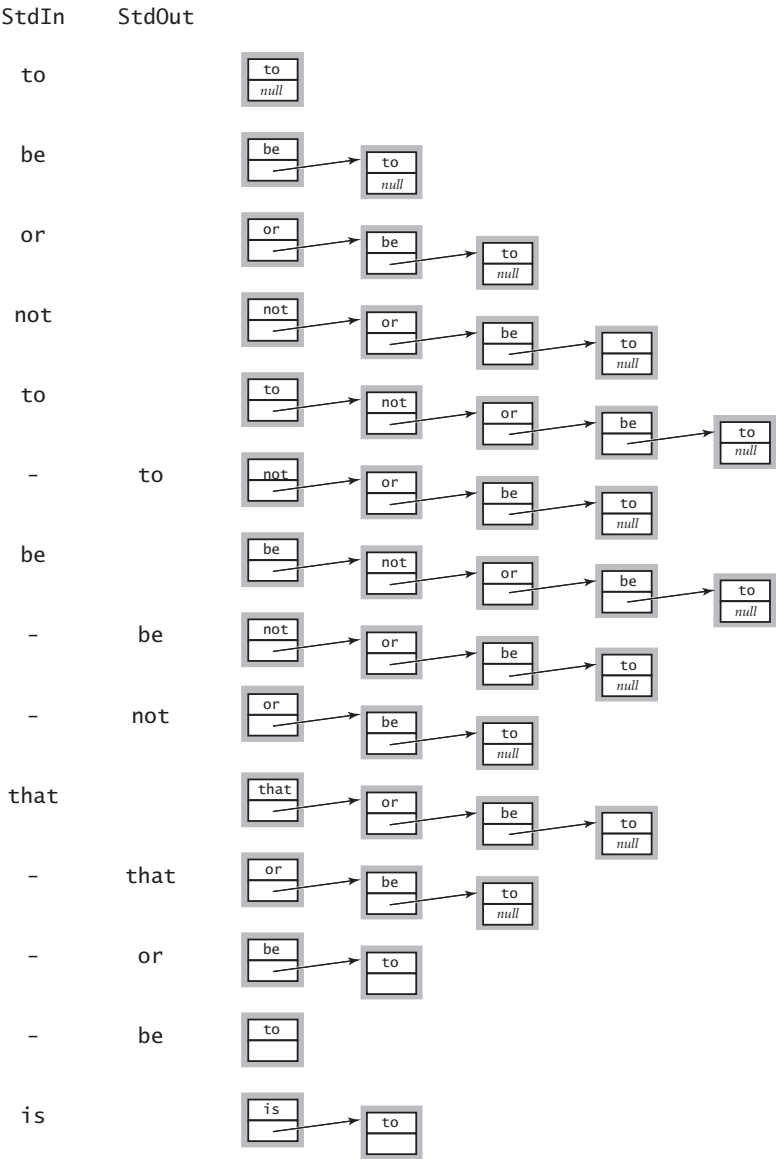 StdIn StdOut
to to
null
be be to
null
or or be to
null
not not or be to
null
to to not or be to
null
- to not or be to
null
be be not or be to
null
- be not or be to
null
- not or be to
null
that that or be to
null
- that or be to
null
- or be to
- be to
is is to